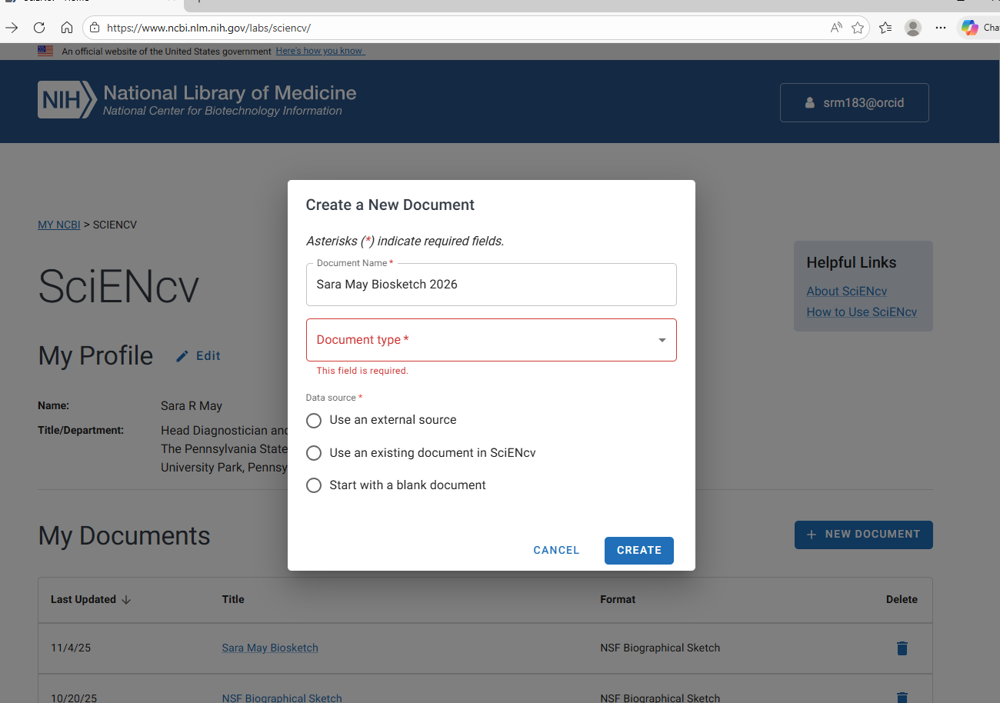 https://www.ncbi.nlm.nih.gov/labs/sciencv/
An official website of the United States government Here's how you know
NIH National Library of Medicine
National Center for Biotechnology Information
srm183@orcid
MY NCBI > SCIENCV
SciENcv
Helpful Links
About SciENcv
How to Use SciENcv
My Profile Edit
Name: Sara R May
Title/Department: Head Diagnostician and
The Pennsylvania State
University Park, Pennsy
Create a New Document
Asterisks (*) indicate required fields.
Document Name *
Sara May Biosketch 2026
Document type *
This field is required.
Data source *
Use an external source
Use an existing document in SciENcv
Start with a blank document
CANCEL CREATE
My Documents + NEW DOCUMENT
Last Updated Title Format Delete
11/4/25 Sara May Biosketch NSF Biographical Sketch
10/20/25 NSF Biographical Sketch NSF Biographical Sketch